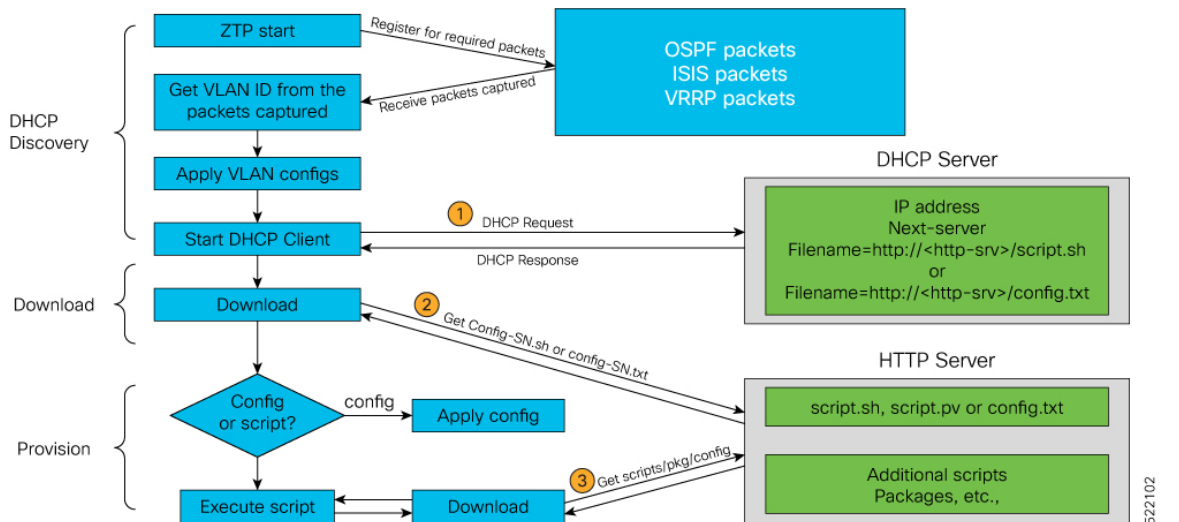 ZTP start
Register for required packets
OSPF packets
ISIS packets
VRRP packets
Get VLAN ID from the
packets captured
Receive packets captured
DHCP
Discovery
Apply VLAN configs
DHCP Server
1
DHCP Request
Start DHCP Client
DHCP Response
IP address
Next-server
Filename=http://<http-srv>/script.sh
or
Filename=http://<http-srv>/config.txt
Download
Download
2
Get Config-SN.sh or config-SN.txt
HTTP Server
Config
or script?
config
Apply config
script.sh, script.pv or config.txt
Provision
3
Get scripts/pkg/config
Execute script
Download
Additional scripts
Packages, etc.,
522102